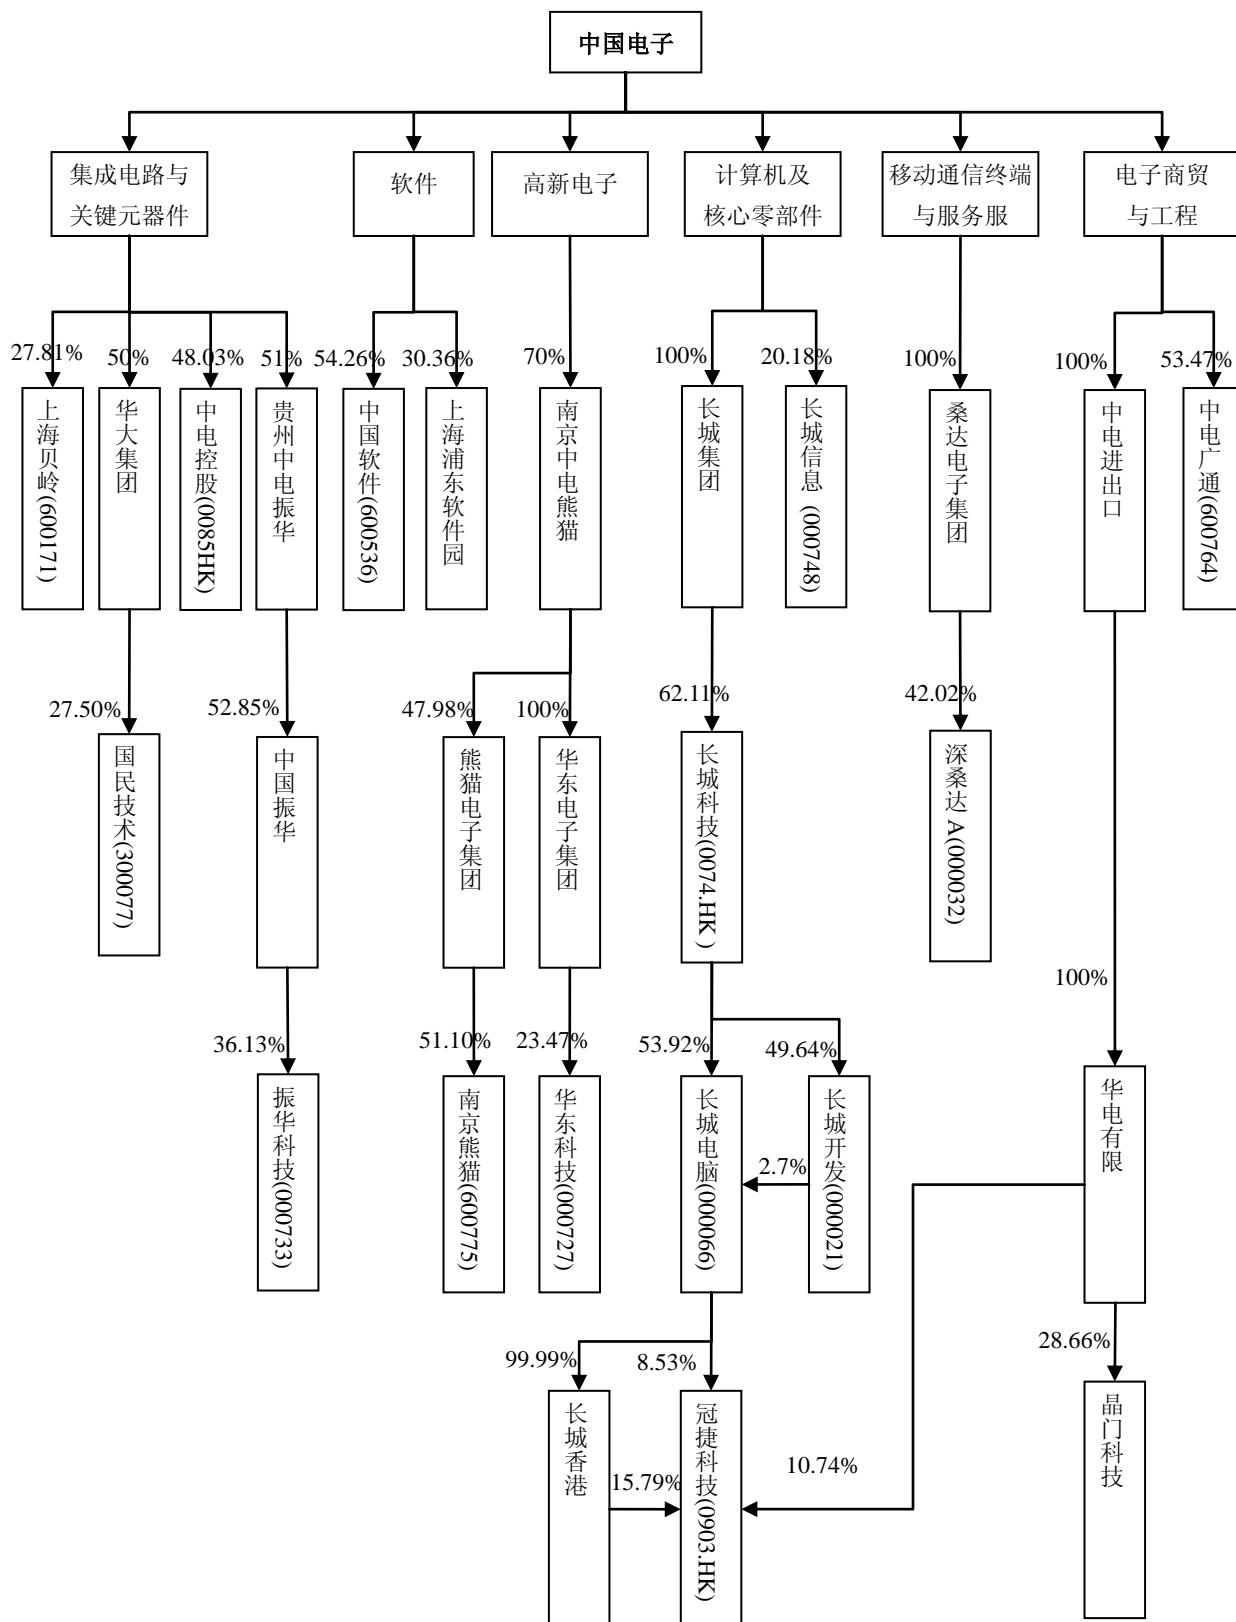 中国电子
集成电路与
关键元器件
软件
高新电子
计算机及
核心零部件
移动通信终端
与服务服
电子商贸
与工程
27.81%
50%
48.03%
51%
54.26%
30.36%
70%
100%
20.18%
100%
100%
53.47%
上海贝岭(600171)
华大集团
中电控股(0085HK)
贵州中电振华
中国软件(600536)
上海浦东软件园
南京中电熊猫
长城集团
长城信息 (000748)
桑达电子集团
中电进出口
中电广通(600764)
27.50%
52.85%
47.98%
100%
62.11%
42.02%
国民技术(300077)
中国振华
熊猫电子集团
华东电子集团
长城科技(0074.HK )
深桑达 A(000032)
100%
36.13%
51.10%
23.47%
53.92%
49.64%
振华科技(000733)
南京熊猫(600775)
华东科技(000727)
长城电脑(000066)
2.7%
长城开发(000021)
华电有限
99.99%
8.53%
28.66%
长城香港
15.79%
冠捷科技(0903.HK)
10.74%
晶门科技